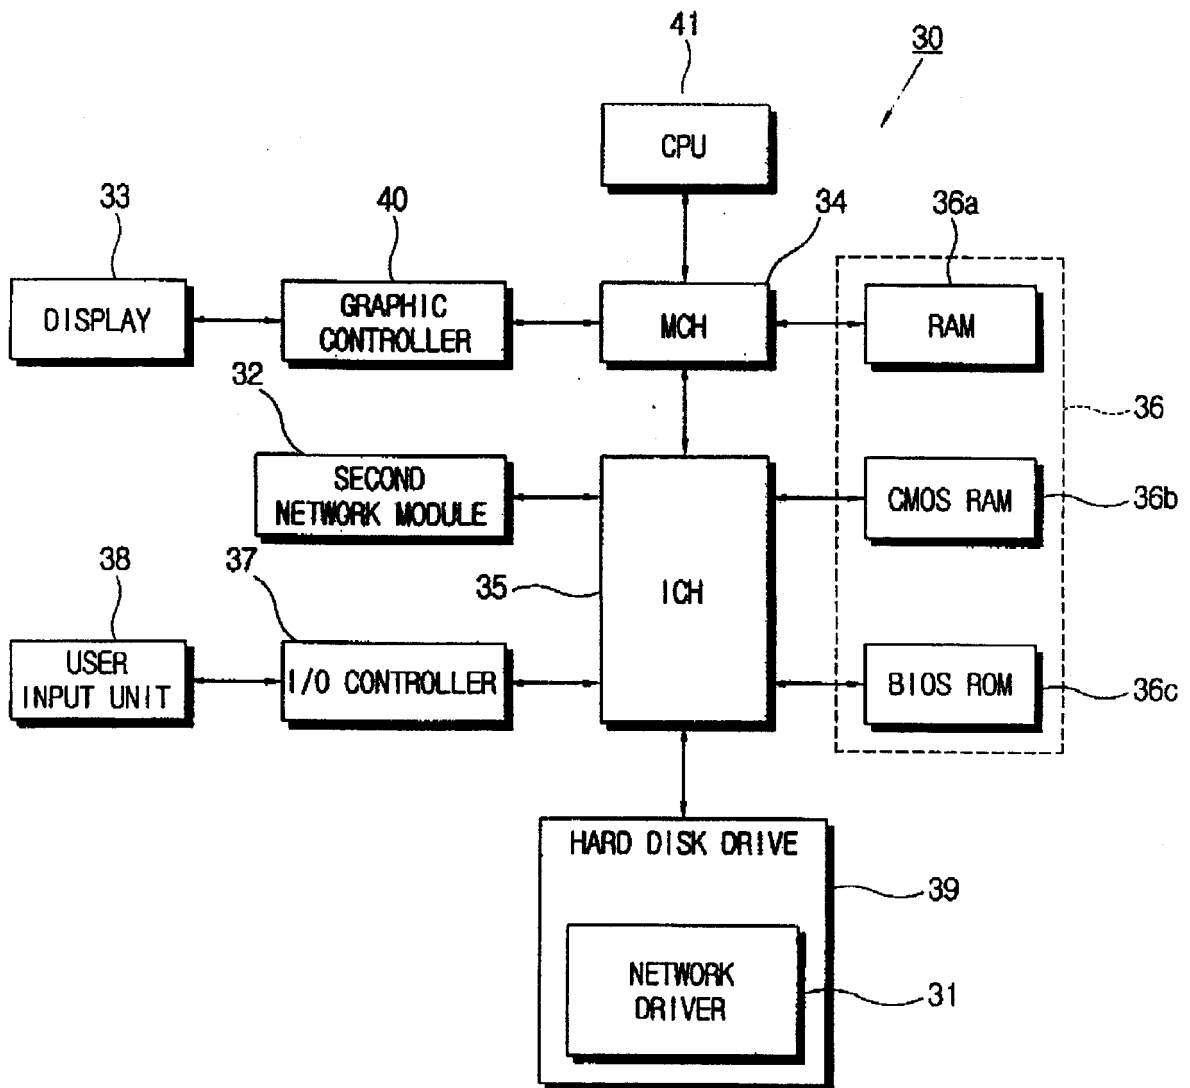 41
30
CPU
33
40
34
36a
DISPLAY
GRAPHIC
CONTROLLER
MCH
RAM
32
36
SECOND
NETWORK MODULE
CMOS RAM
36b
38
37
35
ICH
USER
INPUT UNIT
I/O CONTROLLER
BIOS ROM
36c
HARD DISK DRIVE
39
NETWORK
DRIVER
31